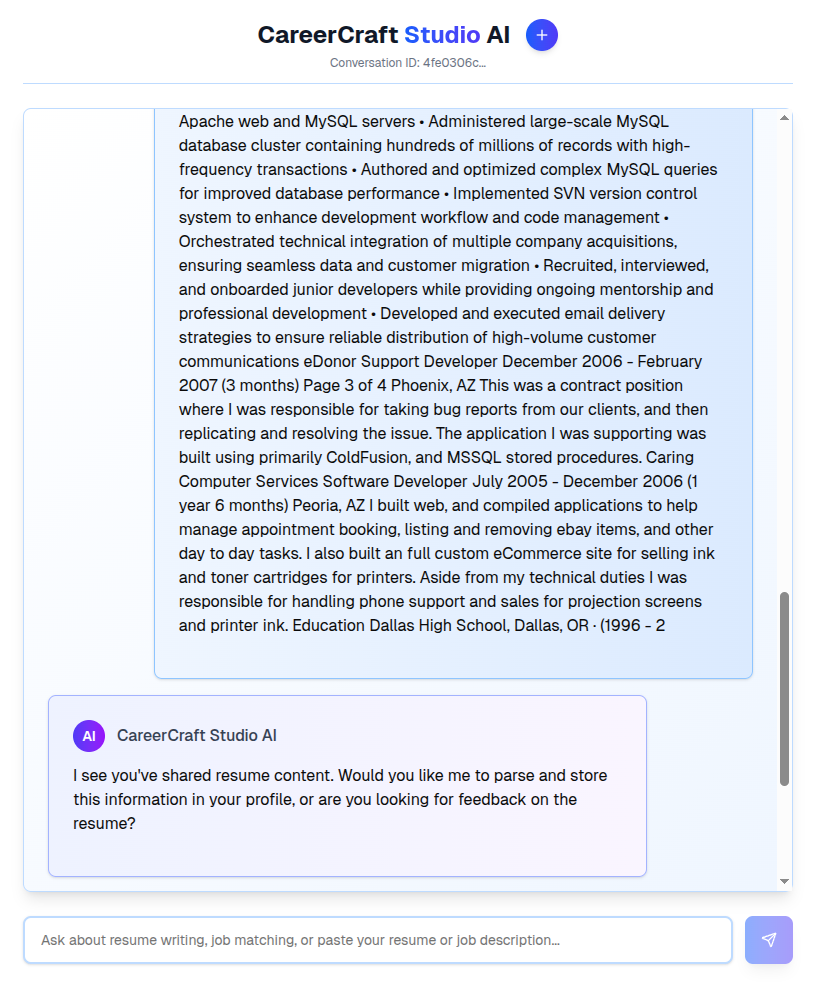 CareerCraft Studio AI
Conversation ID: 4fe0306c...
Apache web and MySQL servers • Administered large-scale MySQL
database cluster containing hundreds of millions of records with high-
frequency transactions • Authored and optimized complex MySQL queries
for improved database performance • Implemented SVN version control
system to enhance development workflow and code management •
Orchestrated technical integration of multiple company acquisitions,
ensuring seamless data and customer migration • Recruited, interviewed,
and onboarded junior developers while providing ongoing mentorship and
professional development • Developed and executed email delivery
strategies to ensure reliable distribution of high-volume customer
communications eDonor Support Developer December 2006 - February
2007 (3 months) Page 3 of 4 Phoenix, AZ This was a contract position
where I was responsible for taking bug reports from our clients, and then
replicating and resolving the issue. The application I was supporting was
built using primarily ColdFusion, and MSSQL stored procedures. Caring
Computer Services Software Developer July 2005 - December 2006 (1
year 6 months) Peoria, AZ I built web, and compiled applications to help
manage appointment booking, listing and removing ebay items, and other
day to day tasks. I also built an full custom eCommerce site for selling ink
and toner cartridges for printers. Aside from my technical duties I was
responsible for handling phone support and sales for projection screens
and printer ink. Education Dallas High School, Dallas, OR · (1996 - 2
AI CareerCraft Studio AI
I see you've shared resume content. Would you like me to parse and store
this information in your profile, or are you looking for feedback on the
resume?
Ask about resume writing, job matching, or paste your resume or job description...